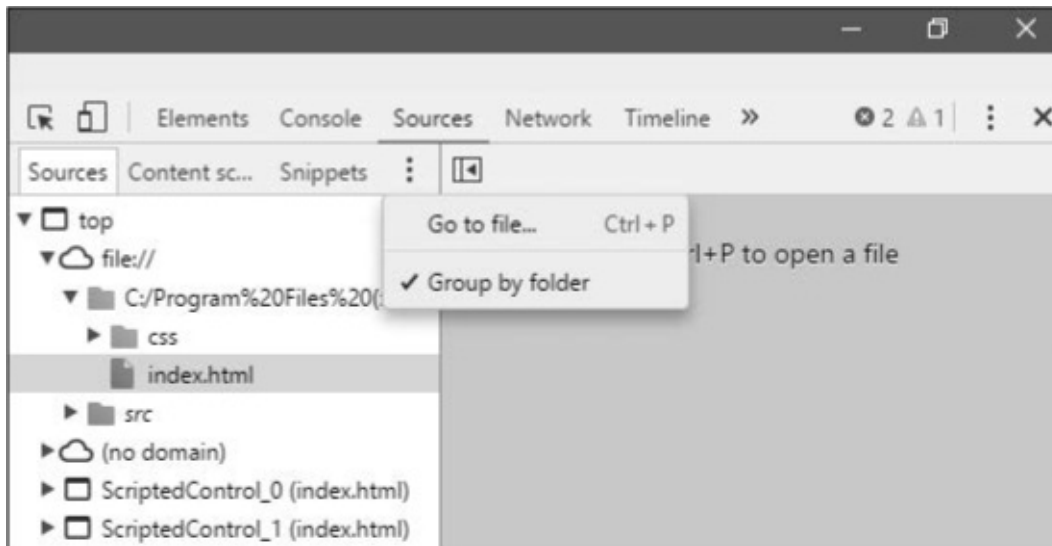 Elements Console Sources Network Timeline » 2 1
Sources Content sc... Snippets
top
Go to file... Ctrl + P
file://
rl+P to open a file
C:/Program%20Files%20(
Group by folder
css
index.html
src
(no domain)
ScriptedControl_0 (index.html)
ScriptedControl_1 (index.html)